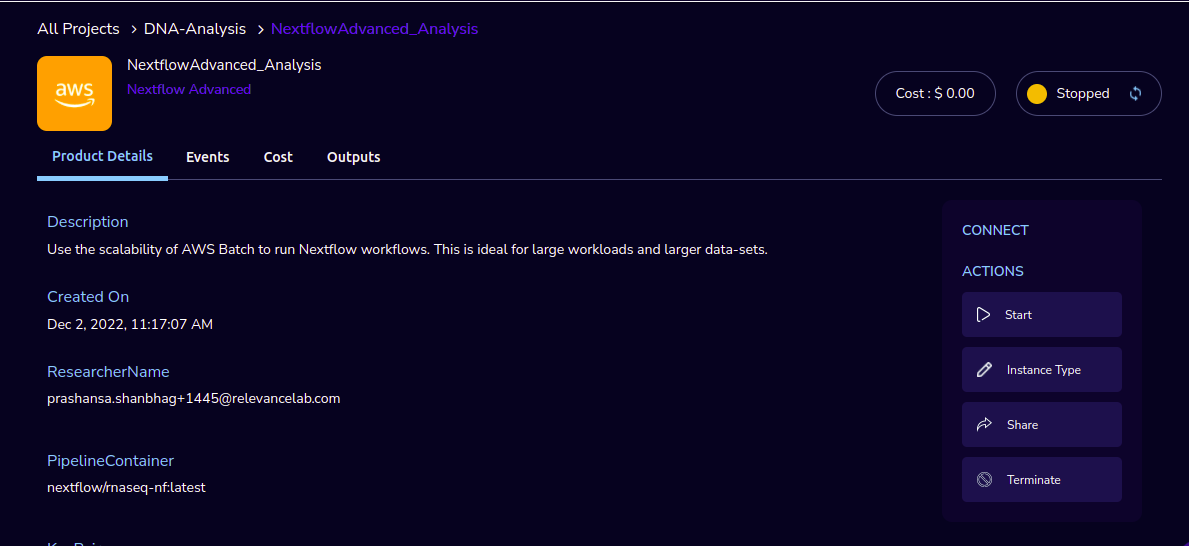 All Projects > DNA-Analysis > NextflowAdvanced_Analysis
aws
NextflowAdvanced_Analysis
Nextflow Advanced
Cost : $ 0.00
Stopped
Product Details
Events
Cost
Outputs
Description
Use the scalability of AWS Batch to run Nextflow workflows. This is ideal for large workloads and larger data-sets.
Created On
Dec 2, 2022, 11:17:07 AM
ResearcherName
prashansa.shanbhag+1445@relevancelab.com
PipelineContainer
nextflow/rnaseq-nf:latest
CONNECT
ACTIONS
Start
Instance Type
Share
Terminate